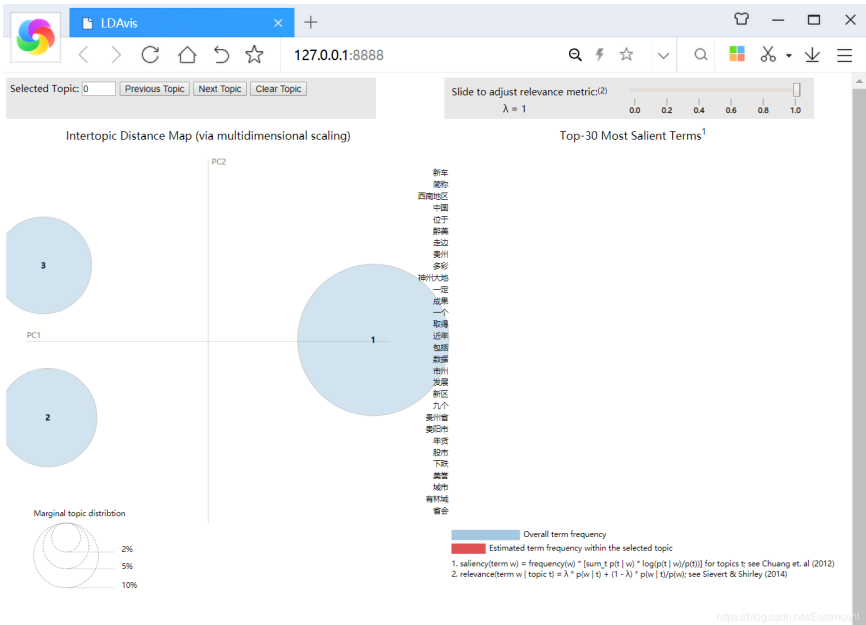 LDAvis
127.0.0.1:8888
Selected Topic: 0 Previous Topic Next Topic Clear Topic
Slide to adjust relevance metric:(2)
λ = 1
0.0 0.2 0.4 0.6 0.8 1.0
Intertopic Distance Map (via multidimensional scaling)
PC2
PC1
3
1
2
Marginal topic distribtion
2%
5%
10%
Top-30 Most Salient Terms1
新车
简称
西南地区
中国
位于
醉美
走边
贵州
多彩
神州大地
一定
成果
一个
取得
近年
包括
数据
市州
发展
新区
九个
贵州省
贵阳市
年货
股市
下跌
美誉
城市
有林城
省会
Overall term frequency
Estimated term frequency within the selected topic
1. saliency(term w) = frequency(w) * [sum_t p(t | w) * log(p(t | w)/p(t))] for topics t; see Chuang et. al (2012)
2. relevance(term w | topic t) = λ * p(w | t) + (1 - λ) * p(w | t)/p(w); see Sievert & Shirley (2014)
https://blog.csdn.net/Eastmount